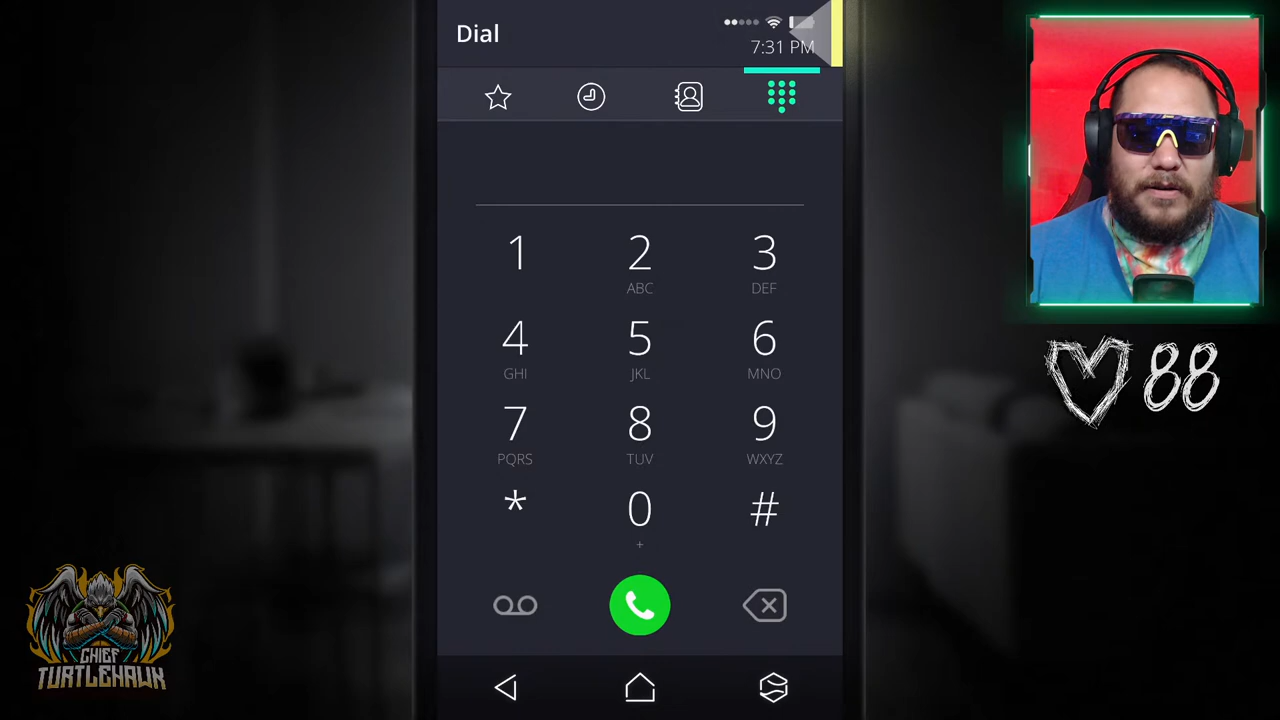 Dial
7:31 PM
1
2
ABC
3
DEF
4
GHI
5
JKL
6
MNO
7
PQRS
8
TUV
9
WXYZ
*
0
+
#
88
CHIEF
TURTLEHAWK